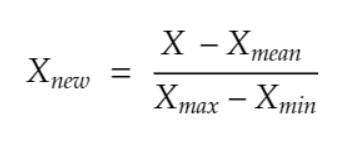 X_new = (X − X_mean) / (X_max − X_min)